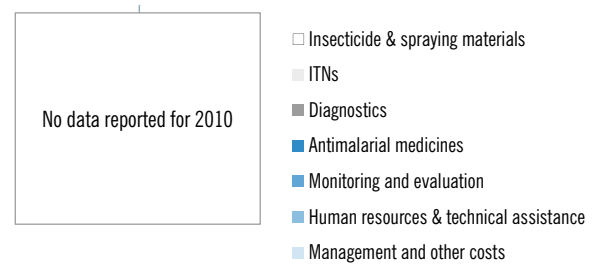 No data reported for 2010
Insecticide & spraying materials
ITNs
Diagnostics
Antimalarial medicines
Monitoring and evaluation
Human resources & technical assistance
Management and other costs